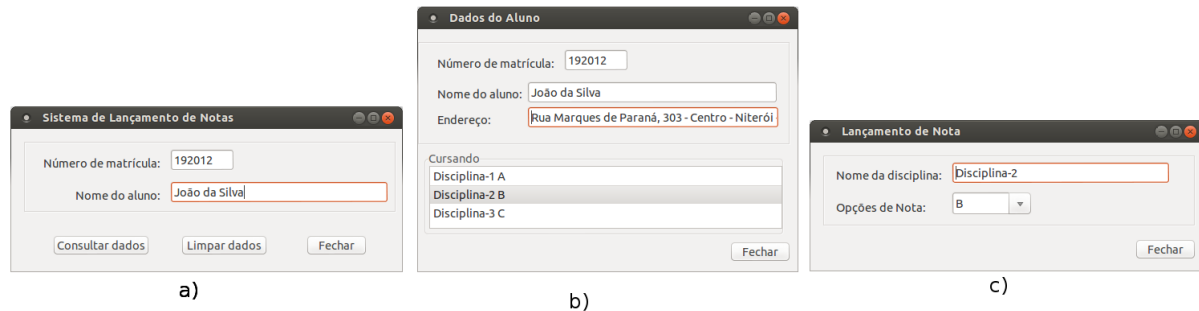 Sistema de Lançamento de Notas
Número de matrícula: 192012
Nome do aluno: João da Silva
Consultar dados Limpar dados Fechar
a)
Dados do Aluno
Número de matrícula: 192012
Nome do aluno: João da Silva
Endereço: Rua Marques de Paraná, 303 - Centro - Niterói
Cursando
Disciplina-1 A
Disciplina-2 B
Disciplina-3 C
Fechar
b)
Lançamento de Nota
Nome da disciplina: Disciplina-2
Opções de Nota: B
Fechar
c)